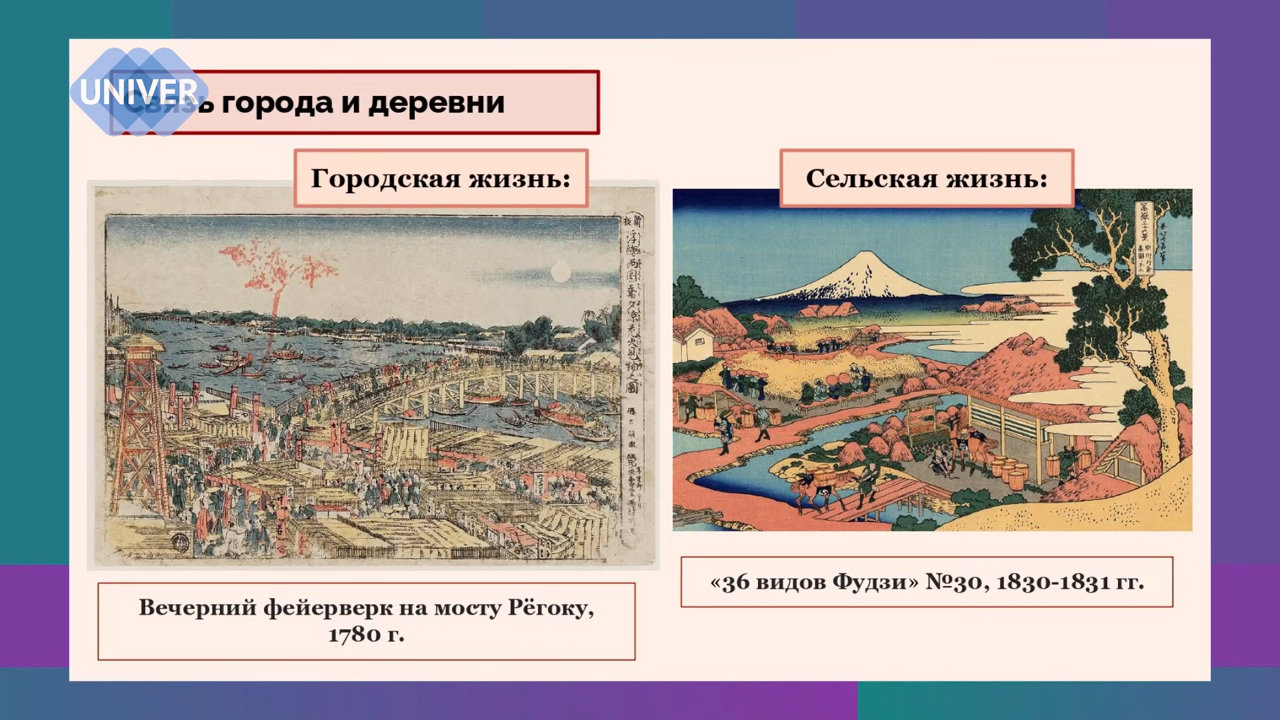 UNIVER
Связь города и деревни
Городская жизнь:
Сельская жизнь:
Вечерний фейерверк на мосту Рёгоку,
1780 г.
«36 видов Фудзи» №30, 1830-1831 гг.